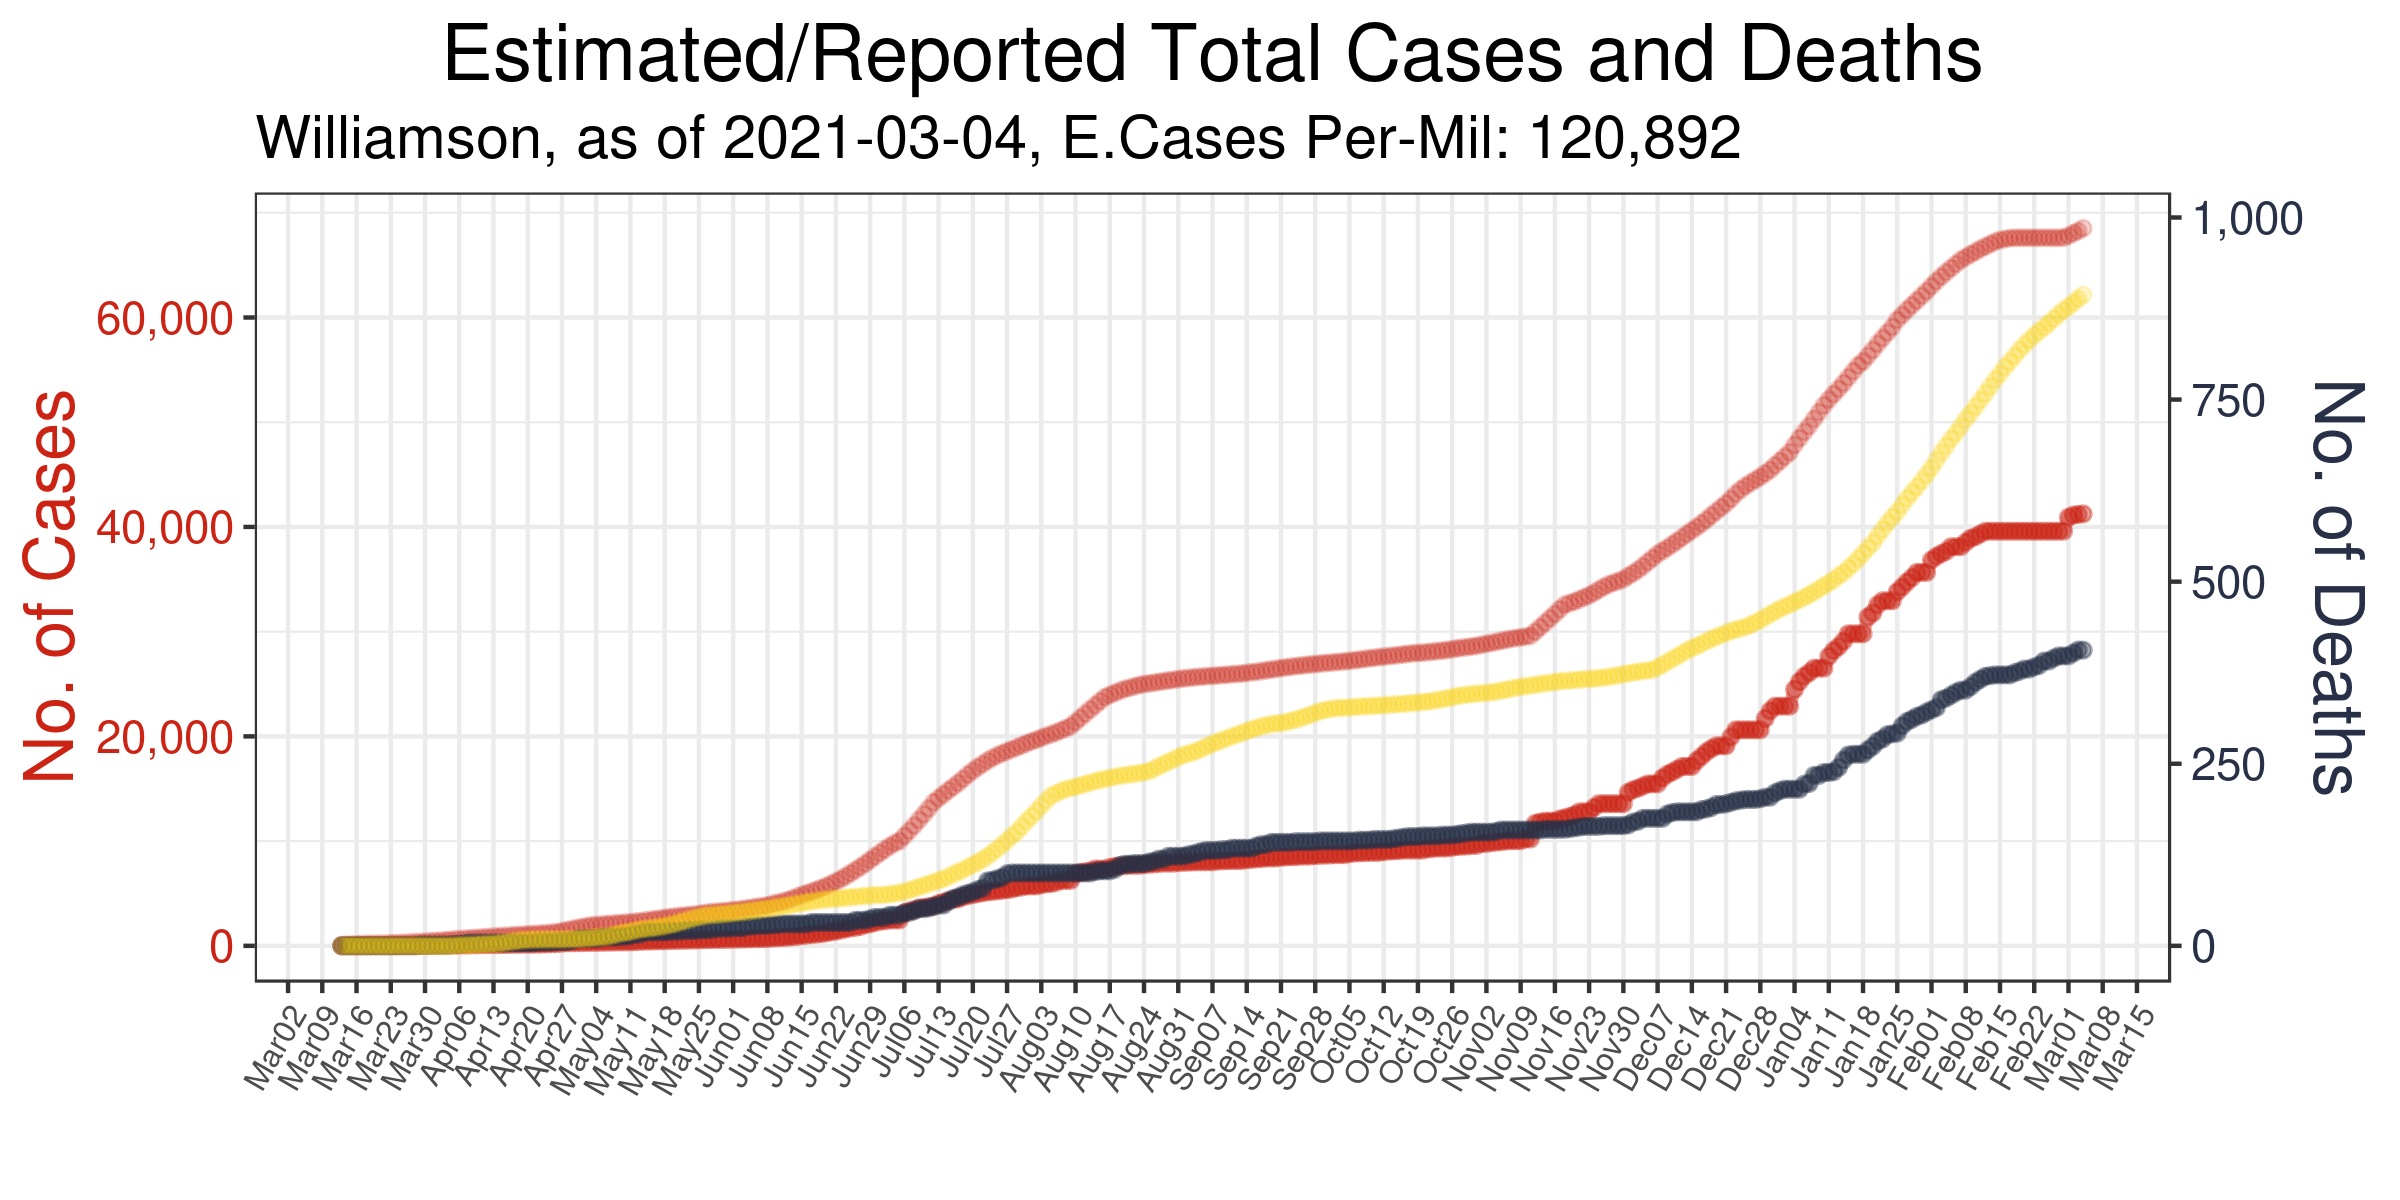 Estimated/Reported Total Cases and Deaths
Williamson, as of 2021-03-04, E.Cases Per-Mil: 120,892
No. of Cases
60,000
40,000
20,000
0
1,000
750
500
250
0
No. of Deaths
Mar02
Mar09
Mar16
Mar23
Mar30
Apr06
Apr13
Apr20
Apr27
May04
May11
May18
May25
Jun01
Jun08
Jun15
Jun22
Jun29
Jul06
Jul13
Jul20
Jul27
Aug03
Aug10
Aug17
Aug24
Aug31
Sep07
Sep14
Sep21
Sep28
Oct05
Oct12
Oct19
Oct26
Nov02
Nov09
Nov16
Nov23
Nov30
Dec07
Dec14
Dec21
Dec28
Jan04
Jan11
Jan18
Jan25
Feb01
Feb08
Feb15
Feb22
Mar01
Mar08
Mar15